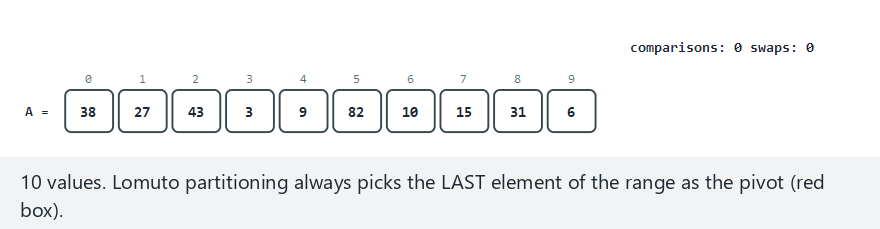 comparisons: 0 swaps: 0
0 1 2 3 4 5 6 7 8 9
A = 38 27 43 3 9 82 10 15 31 6
10 values. Lomuto partitioning always picks the LAST element of the range as the pivot (red
box).